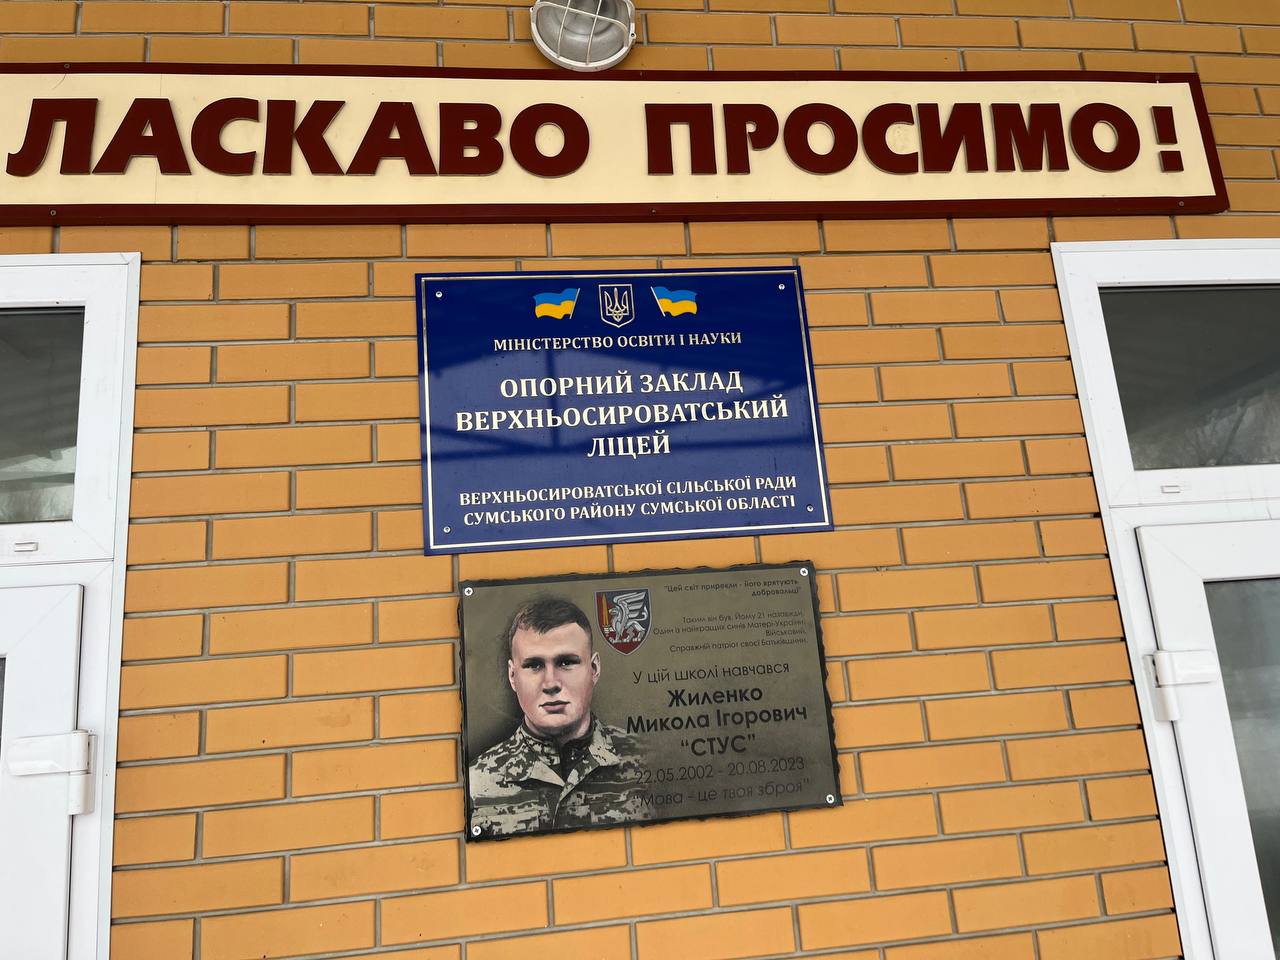 ЛАСКАВО ПРОСИМО!
МІНІСТЕРСТВО ОСВІТИ І НАУКИ
ОПОРНИЙ ЗАКЛАД
ВЕРХНЬОСИРОВАТСЬКИЙ
ЛІЦЕЙ
ВЕРХНЬОСИРОВАТСЬКОЇ СІЛЬСЬКОЇ РАДИ
СУМСЬКОГО РАЙОНУ СУМСЬКОЇ ОБЛАСТІ
"Цей світ приречли - його врятують
добровольці"
Таким він був. Йому 21 назавжди.
Один із найкращих синів Матері-України.
Військовий.
Справжній патріот своєї Батьківщини.
У цій школі навчався
Жиленко
Микола Ігорович
"СТУС"
22.05.2002 - 20.08.2023
"Мова - це твоя зброя"